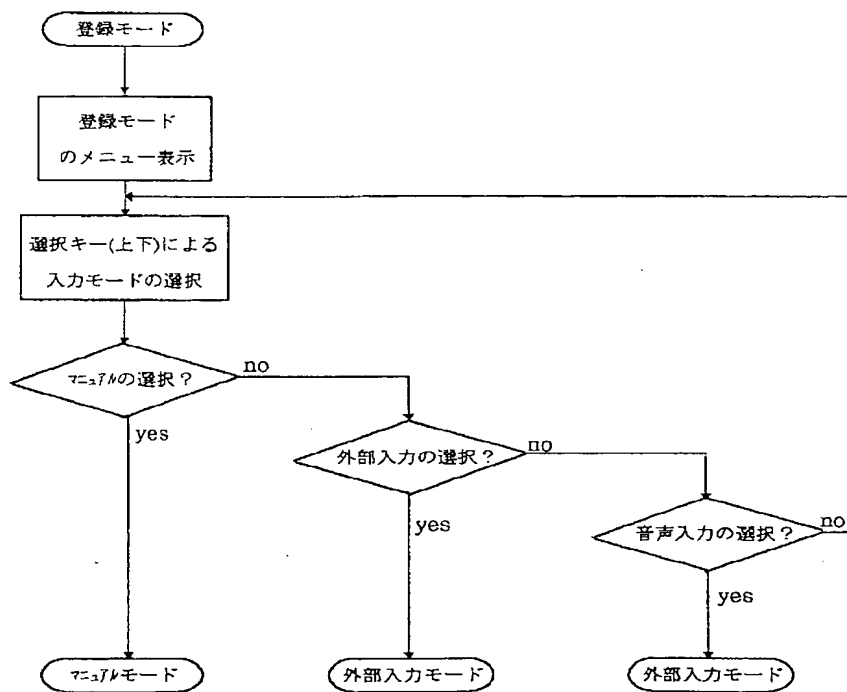 登録モード
登録モード
のメニュー表示
選択キー(上下)による
入力モードの選択
マニュアルの選択?
no
yes
外部入力の選択?
no
yes
音声入力の選択?
no
yes
マニュアルモード
外部入力モード
外部入力モード